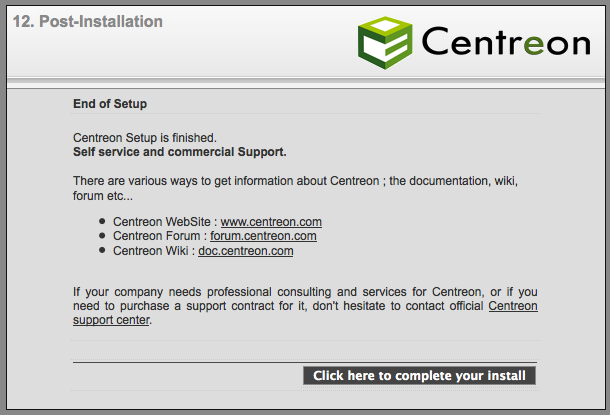 12. Post-Installation
Centreon
End of Setup
Centreon Setup is finished.
Self service and commercial Support.
There are various ways to get information about Centreon ; the documentation, wiki,
forum etc...
Centreon WebSite : www.centreon.com
Centreon Forum : forum.centreon.com
Centreon Wiki : doc.centreon.com
If your company needs professional consulting and services for Centreon, or if you
need to purchase a support contract for it, don't hesitate to contact official Centreon
support center.
Click here to complete your install